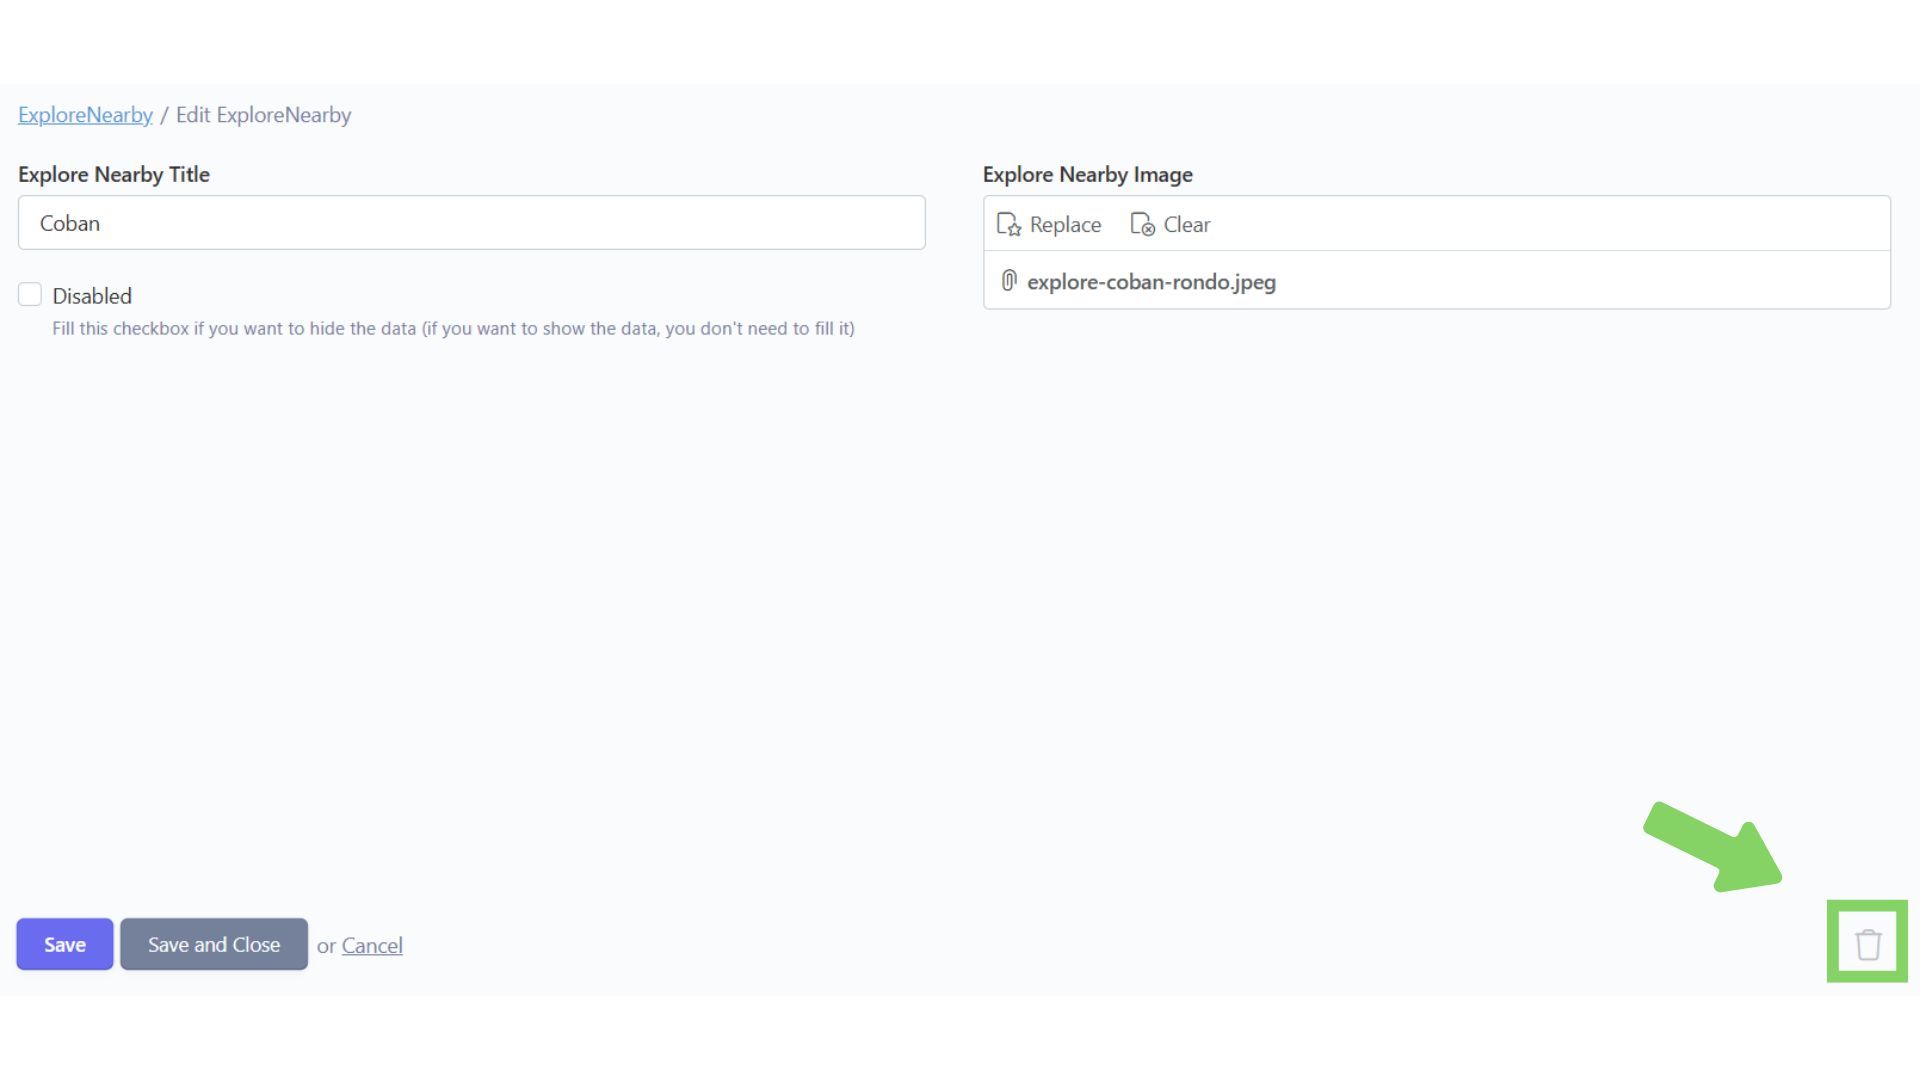 ExploreNearby / Edit ExploreNearby
Explore Nearby Title
Coban
Disabled
Fill this checkbox if you want to hide the data (if you want to show the data, you don't need to fill it)
Explore Nearby Image
Replace Clear
explore-coban-rondo.jpeg
Save Save and Close or Cancel